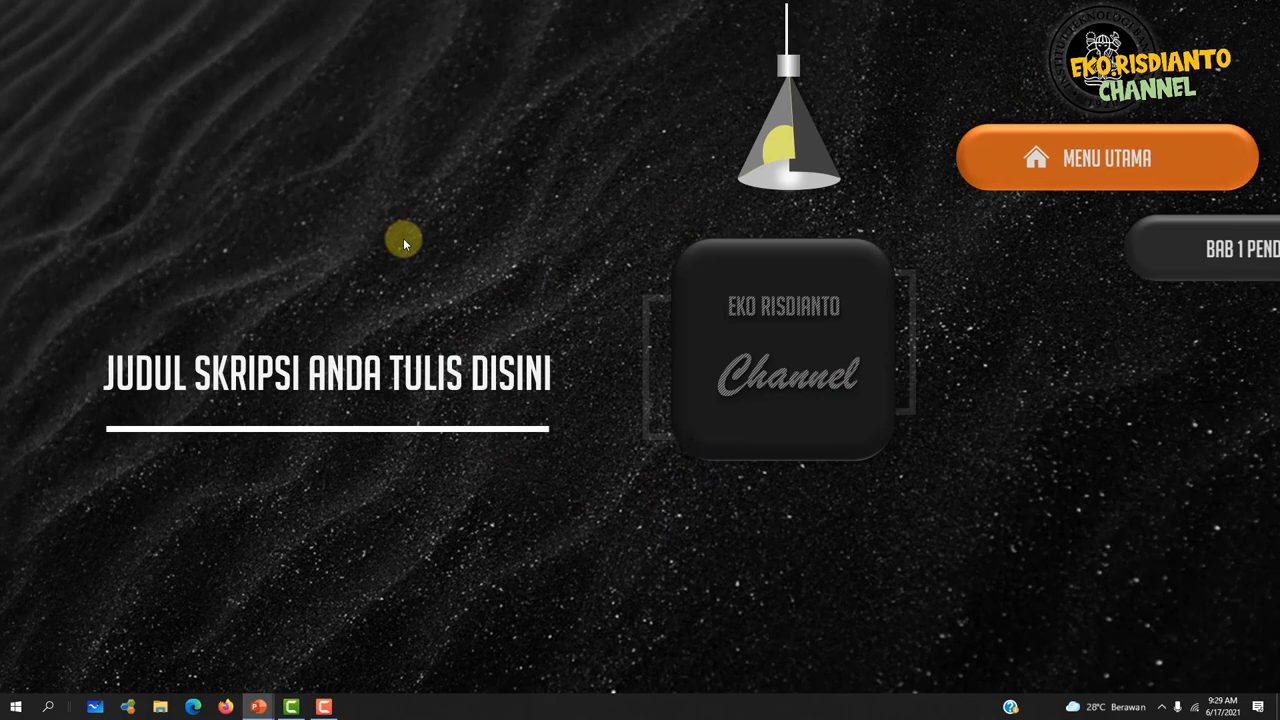 EKO.RISDIANTO
CHANNEL
MENU UTAMA
BAB 1 PEND
EKO RISDIANTO
Channel
JUDUL SKRIPSI ANDA TULIS DISINI
28°C Berawan
9:29 AM
6/17/2021